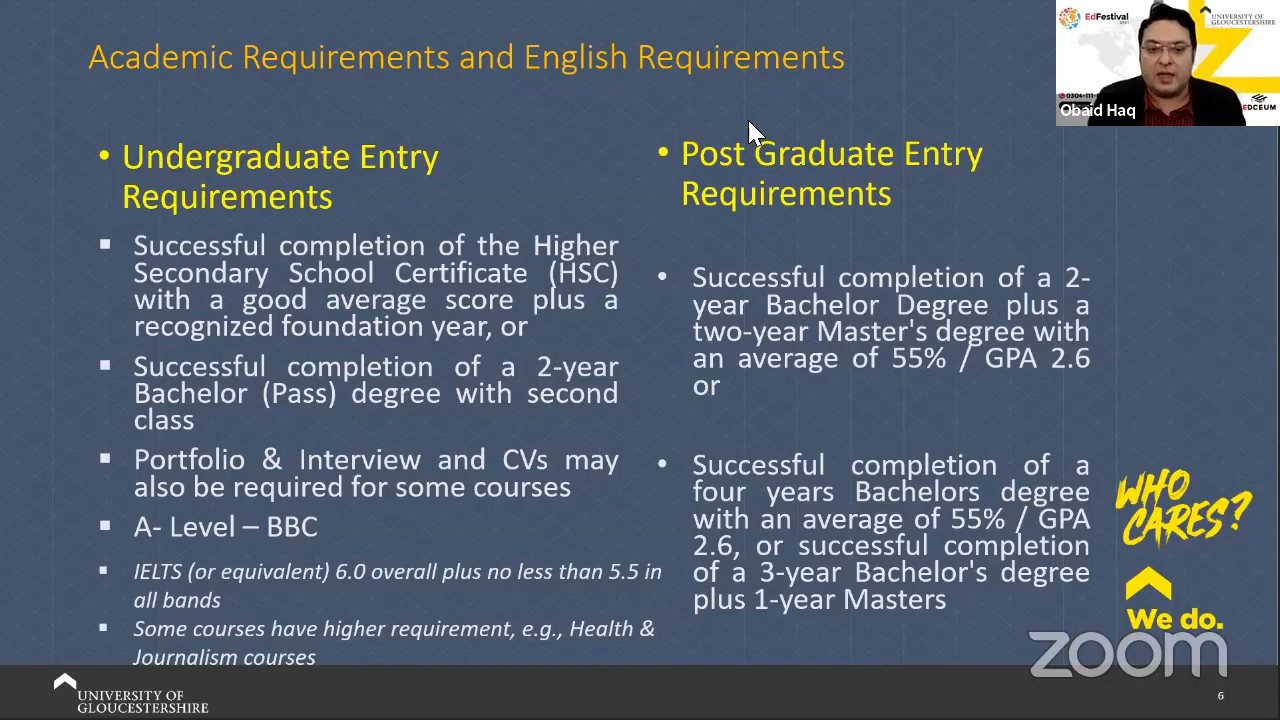 Academic Requirements and English Requirements
EdFestival
UNIVERSITY OF
GLOUCESTERSHIRE
EDCEUM
Obaid Haq
• Undergraduate Entry
Requirements
▪ Successful completion of the Higher
Secondary School Certificate (HSC)
with a good average score plus a
recognized foundation year, or
▪ Successful completion of a 2-year
Bachelor (Pass) degree with second
class
▪ Portfolio & Interview and CVs may
also be required for some courses
▪ A- Level – BBC
▪ IELTS (or equivalent) 6.0 overall plus no less than 5.5 in
all bands
▪ Some courses have higher requirement, e.g., Health &
Journalism courses
• Post Graduate Entry
Requirements
• Successful completion of a 2-
year Bachelor Degree plus a
two-year Master's degree with
an average of 55% / GPA 2.6
or
• Successful completion of a
four years Bachelors degree
with an average of 55% / GPA
2.6, or successful completion
of a 3-year Bachelor's degree
plus 1-year Masters
WHO
CARES?
We do.
zoom
UNIVERSITY OF
GLOUCESTERSHIRE
6